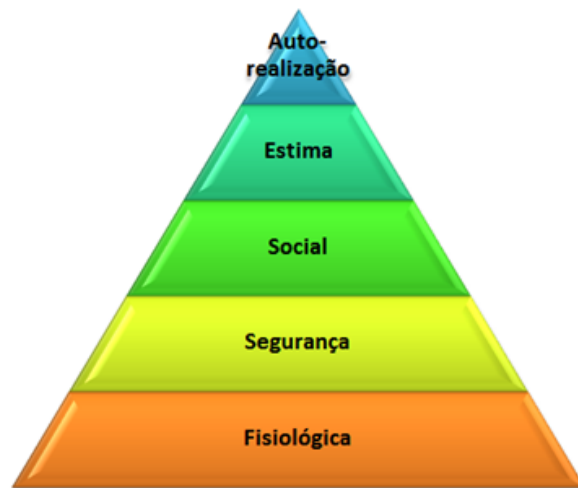 Auto-
realização
Estima
Social
Segurança
Fisiológica